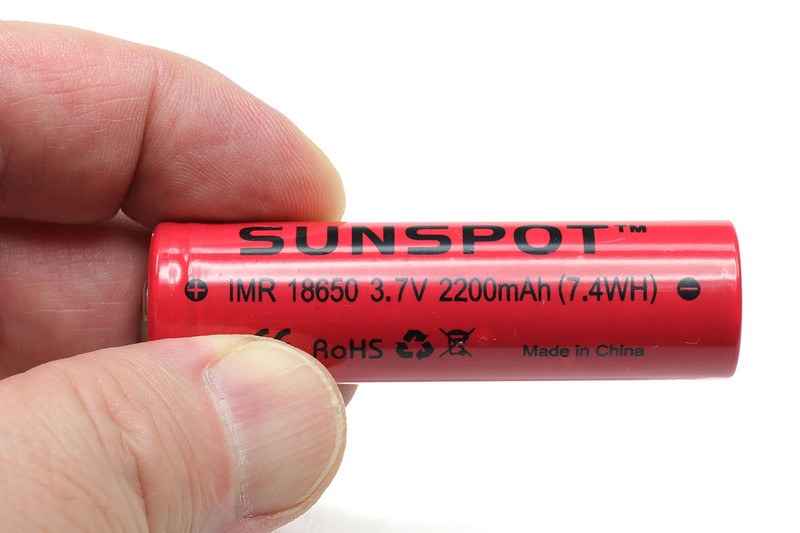 SUNSPOT™
IMR 18650 3.7V 2200mAh (7.4WH)
CE RoHS Made in China